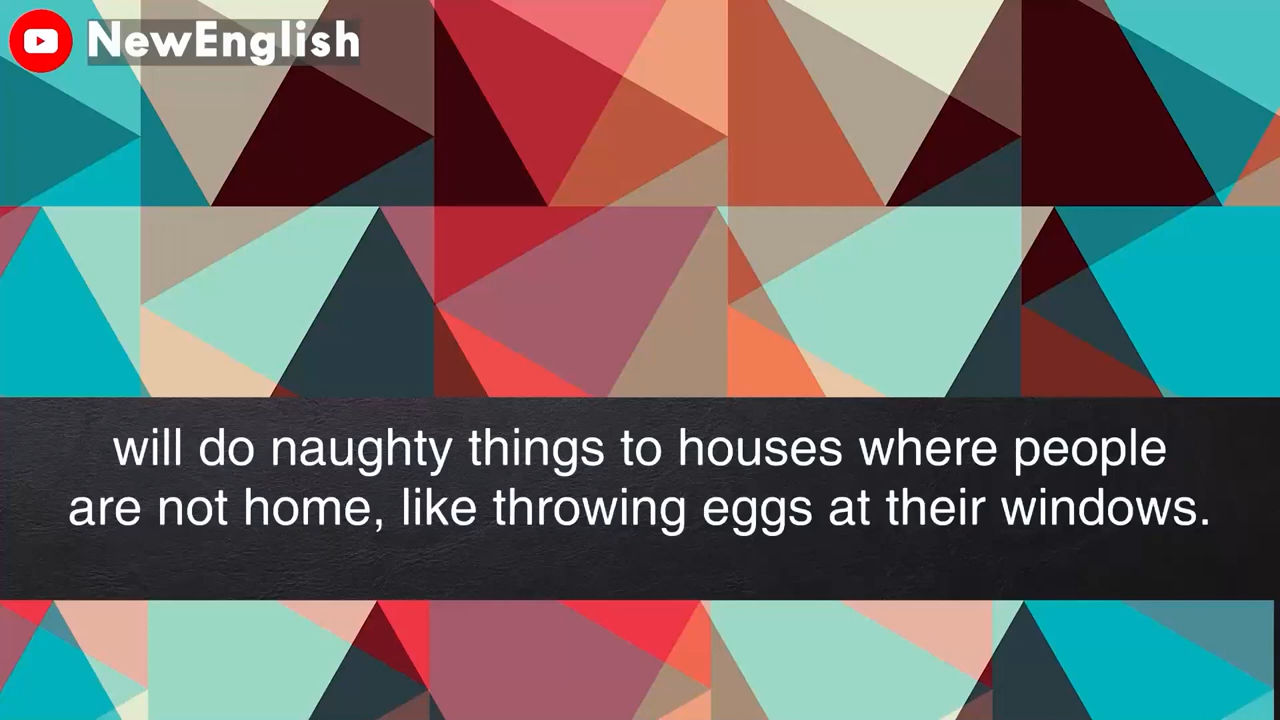 NewEnglish
will do naughty things to houses where people
are not home, like throwing eggs at their windows.